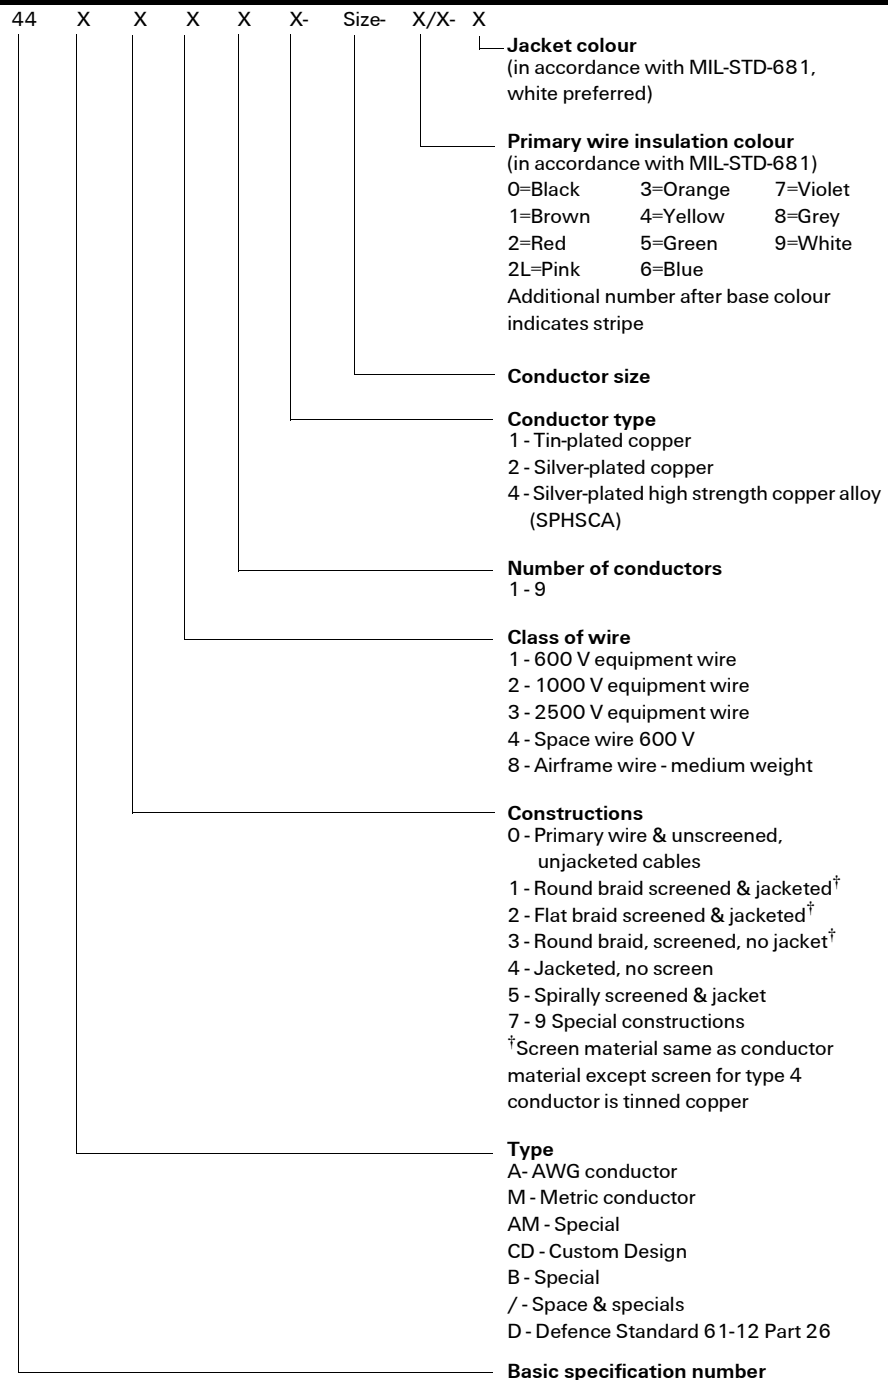 44 X X X X X- Size- X/X- X
Jacket colour
(in accordance with MIL-STD-681,
white preferred)
Primary wire insulation colour
(in accordance with MIL-STD-681)
0=Black 3=Orange 7=Violet
1=Brown 4=Yellow 8=Grey
2=Red 5=Green 9=White
2L=Pink 6=Blue
Additional number after base colour
indicates stripe
Conductor size
Conductor type
1 - Tin-plated copper
2 - Silver-plated copper
4 - Silver-plated high strength copper alloy
(SPHSCA)
Number of conductors
1 - 9
Class of wire
1 - 600 V equipment wire
2 - 1000 V equipment wire
3 - 2500 V equipment wire
4 - Space wire 600 V
8 - Airframe wire - medium weight
Constructions
0 - Primary wire & unscreened,
unjacketed cables
1 - Round braid screened & jacketed†
2 - Flat braid screened & jacketed†
3 - Round braid, screened, no jacket†
4 - Jacketed, no screen
5 - Spirally screened & jacket
7 - 9 Special constructions
†Screen material same as conductor
material except screen for type 4
conductor is tinned copper
Type
A- AWG conductor
M - Metric conductor
AM - Special
CD - Custom Design
B - Special
/ - Space & specials
D - Defence Standard 61-12 Part 26
Basic specification number